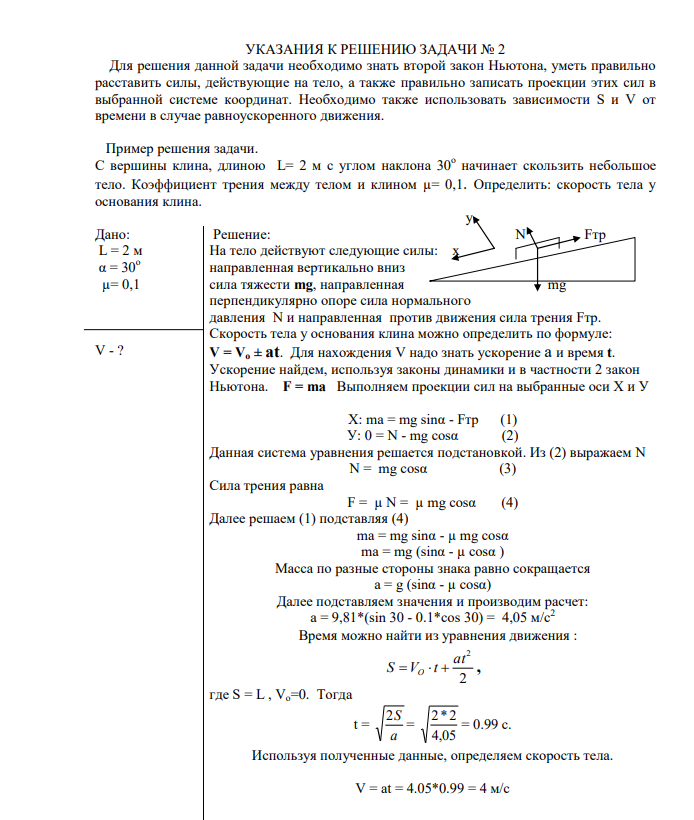 УКАЗАНИЯ К РЕШЕНИЮ ЗАДАЧИ № 2
Для решения данной задачи необходимо знать второй закон Ньютона, уметь правильно
расставить силы, действующие на тело, а также правильно записать проекции этих сил в
выбранной системе координат. Необходимо также использовать зависимости S и V от
времени в случае равноускоренного движения.
Пример решения задачи.
С вершины клина, длиною L= 2 м с углом наклона 30° начинает скользить небольшое
тело. Коэффициент трения между телом и клином μ= 0,1. Определить: скорость тела у
основания клина.
у
Дано:
L = 2 м
α = 30°
μ= 0,1
V - ?
Решение: N Fтр
На тело действуют следующие силы: х
направленная вертикально вниз
сила тяжести mg, направленная mg
перпендикулярно опоре сила нормального
давления N и направленная против движения сила трения Fтр.
Скорость тела у основания клина можно определить по формуле:
V = Vₒ ± at. Для нахождения V надо знать ускорение а и время t.
Ускорение найдем, используя законы динамики и в частности 2 закон
Ньютона. F = ma Выполняем проекции сил на выбранные оси Х и У
Х: ma = mg sinα - Fтр (1)
У: 0 = N - mg cosα (2)
Данная система уравнения решается подстановкой. Из (2) выражаем N
N = mg cosα (3)
Сила трения равна
F = μ N = μ mg cosα (4)
Далее решаем (1) подставляя (4)
ma = mg sinα - μ mg cosα
ma = mg (sinα - μ cosα )
Масса по разные стороны знака равно сокращается
a = g (sinα - μ cosα)
Далее подставляем значения и производим расчет:
a = 9,81*(sin 30 - 0.1*cos 30) = 4,05 м/с²
Время можно найти из уравнения движения :
S = V_O · t + at²/2 ,
где S = L , Vₒ=0. Тогда
t = √(2S/a) = √(2*2/4,05) = 0.99 с.
Используя полученные данные, определяем скорость тела.
V = at = 4.05*0.99 = 4 м/с